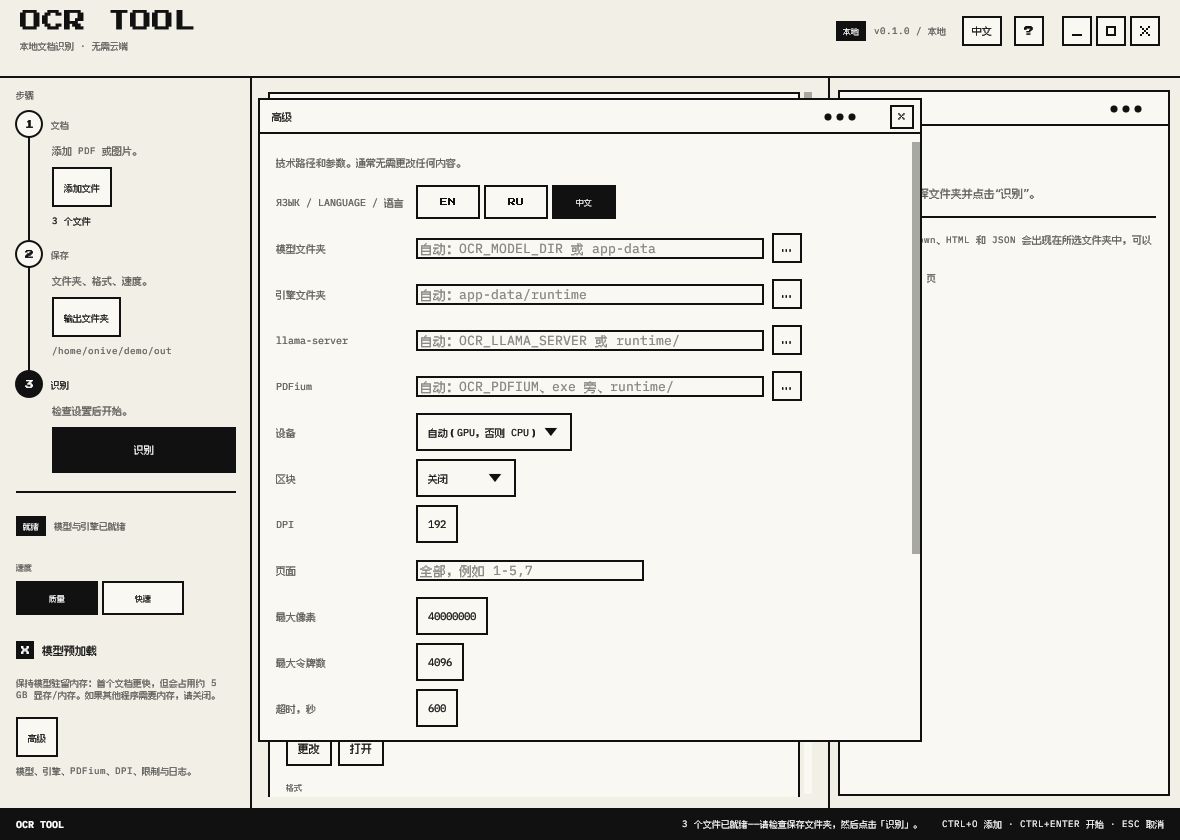 OCR TOOL
本地文档识别 · 无需云端
本地
v0.1.0 / 本地
中文
?
步骤
1
文档
添加 PDF 或图片。
添加文件
3 个文件
2
保存
文件夹、格式、速度。
输出文件夹
/home/onive/demo/out
3
识别
检查设置后开始。
识别
就绪
模型与引擎已就绪
速度
质量
快速
模型预加载
保持模型驻留内存：首个文档更快，但会占用约 5
GB 显存/内存。如果其他程序需要内存，请关闭。
高级
模型、引擎、PDFium、DPI、限制与日志。
高级
技术路径和参数。通常无需更改任何内容。
ЯЗЫК / LANGUAGE / 语言
EN
RU
中文
模型文件夹
自动：OCR_MODEL_DIR 或 app-data
...
引擎文件夹
自动：app-data/runtime
...
llama-server
自动：OCR_LLAMA_SERVER 或 runtime/
...
PDFium
自动：OCR_PDFIUM、exe 旁、runtime/
...
设备
自动（GPU，否则 CPU）
区块
关闭
DPI
192
页面
全部，例如 1-5,7
最大像素
40000000
最大令牌数
4096
超时，秒
600
更改
打开
格式
文件夹并点击“识别”。
wn、HTML 和 JSON 会出现在所选文件夹中，可以
页
OCR TOOL
3 个文件已就绪——请检查保存文件夹，然后点击「识别」。
CTRL+O 添加 · CTRL+ENTER 开始 · ESC 取消